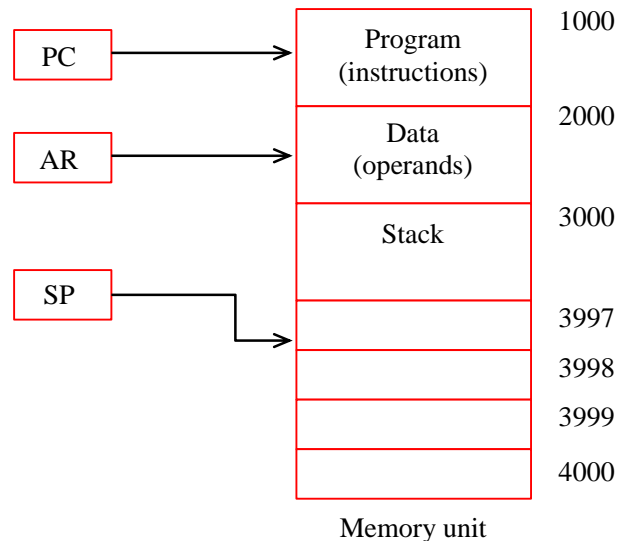 PC
Program
(instructions)
1000
AR
Data
(operands)
2000
Stack
3000
SP
3997
3998
3999
4000
Memory unit